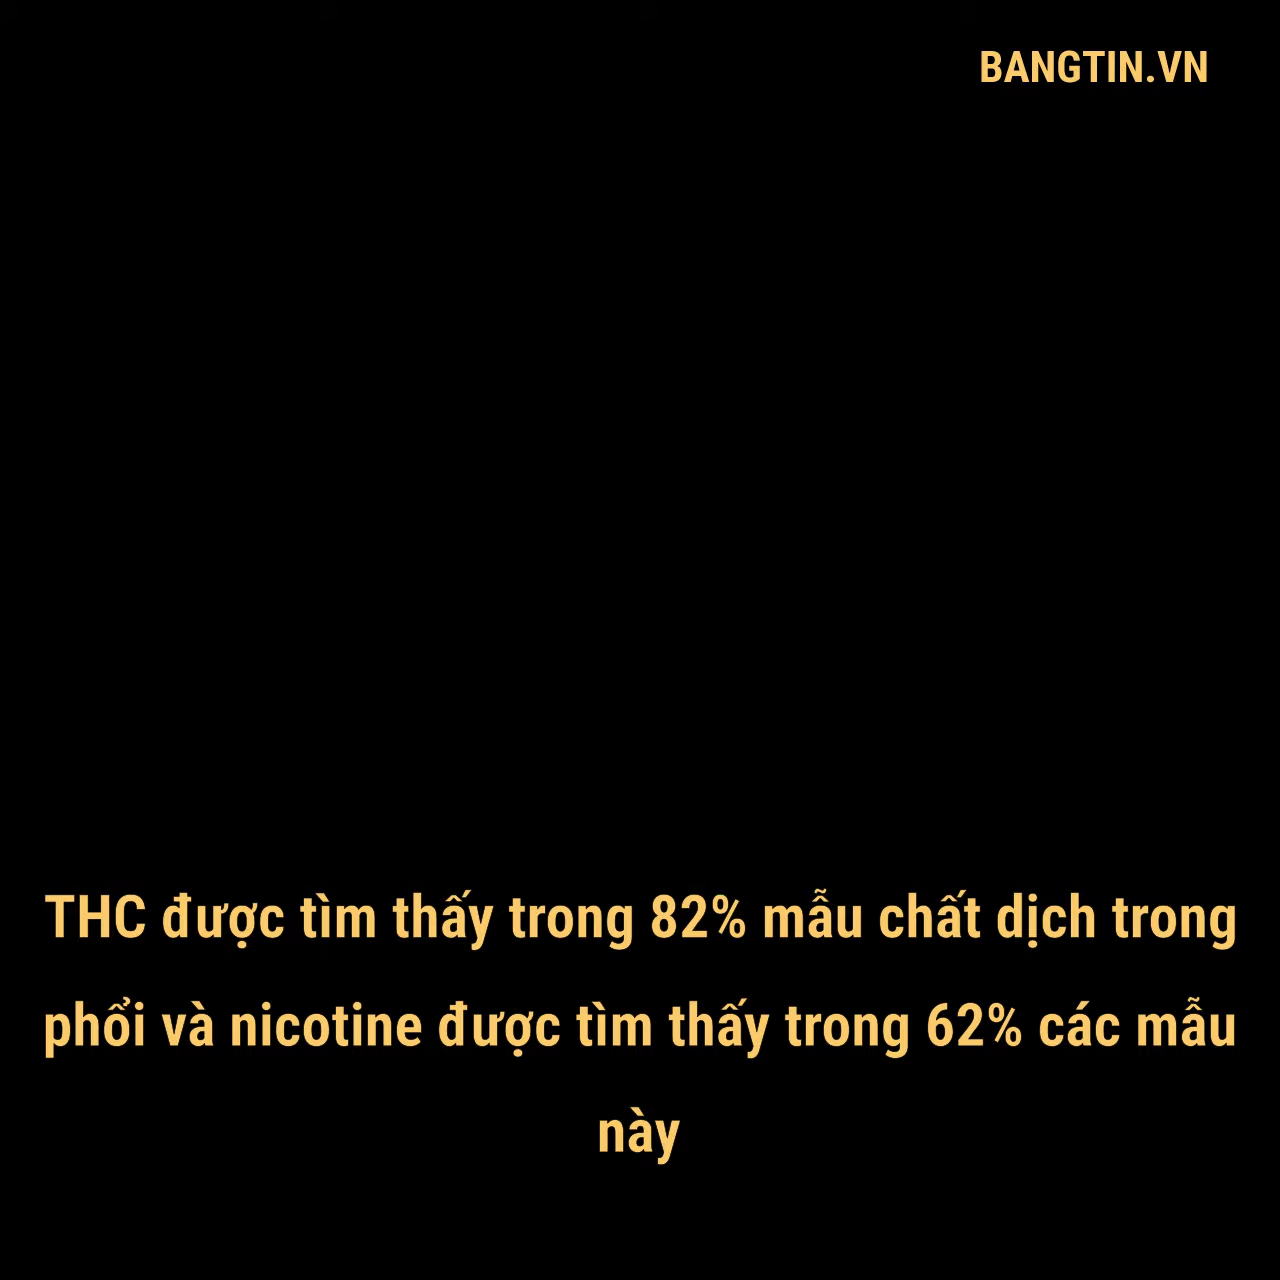 BANGTIN.VN
THC được tìm thấy trong 82% mẫu chất dịch trong
phổi và nicotine được tìm thấy trong 62% các mẫu
này